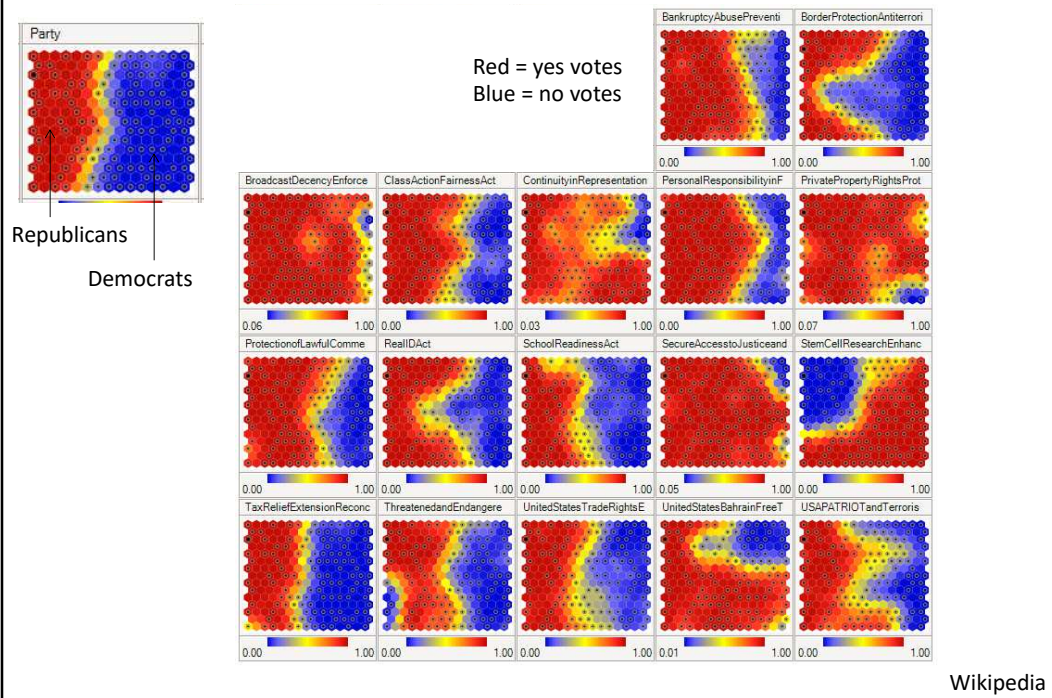 Party
Republicans
Democrats
Red = yes votes
Blue = no votes
BankruptcyAbusePreventi
BorderProtectionAntiterrori
0.00 1.00
0.00 1.00
BroadcastDecencyEnforce
ClassActionFairnessAct
ContinuityinRepresentation
PersonalResponsibilityinF
PrivatePropertyRightsProt
0.06 1.00
0.00 1.00
0.03 1.00
0.00 1.00
0.07 1.00
ProtectionofLawfulComme
RealIDAct
SchoolReadinessAct
SecureAccesstoJusticeand
StemCellResearchEnhanc
0.00 1.00
0.00 1.00
0.00 1.00
0.05 1.00
0.00 1.00
TaxReliefExtensionReconc
ThreatenedandEndangere
UnitedStatesTradeRightsE
UnitedStatesBahrainFreeT
USAPATRIOTandTerroris
0.00 1.00
0.00 1.00
0.00 1.00
0.01 1.00
0.00 1.00
Wikipedia